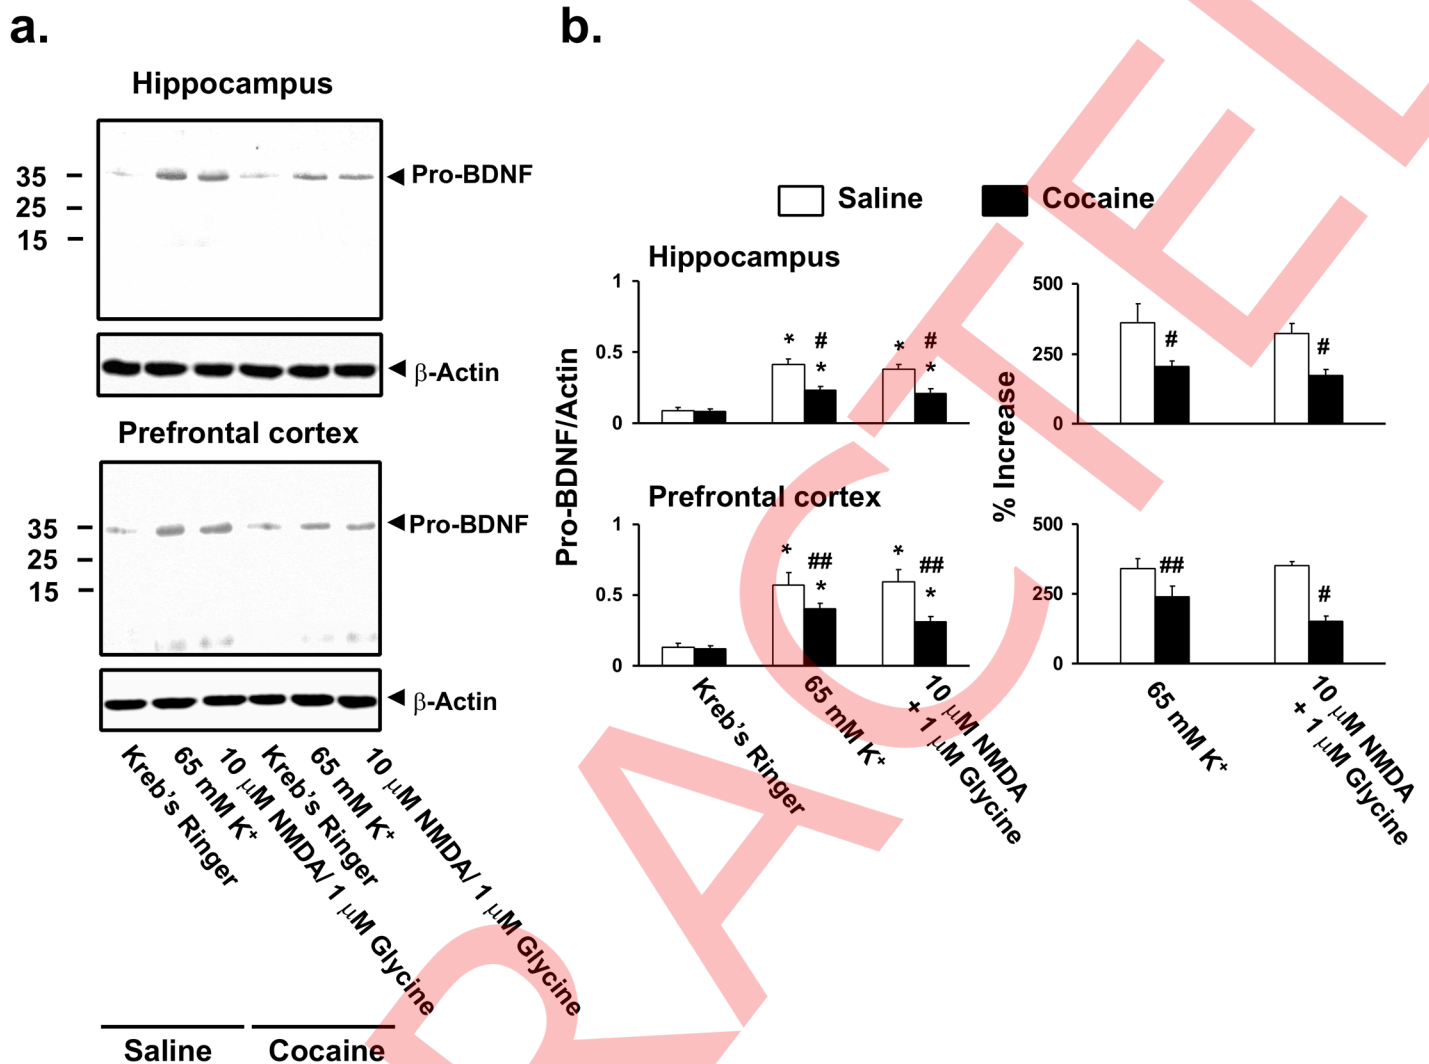 a.
Hippocampus
35
25
15
Pro-BDNF
β-Actin
Prefrontal cortex
35
25
15
Pro-BDNF
β-Actin
Kreb's Ringer
65 mM K⁺
10 μM NMDA/ 1 μM Glycine
Kreb's Ringer
65 mM K⁺
10 μM NMDA/ 1 μM Glycine
Saline
Cocaine
b.
Saline
Cocaine
Pro-BDNF/Actin
Hippocampus
1
0.5
0
*
#
*
*
#
*
% Increase
500
250
0
#
#
Prefrontal cortex
1
0.5
0
*
##
*
*
##
*
Kreb's Ringer
65 mM K⁺
10 μM NMDA
+ 1 μM Glycine
500
250
0
##
#
65 mM K⁺
10 μM NMDA
+ 1 μM Glycine
RACTE